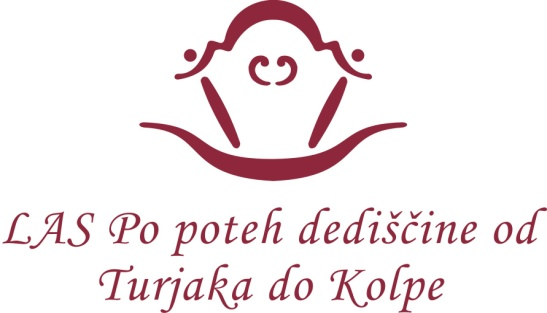 LAS Po poteh dediščine od
Turjaka do Kolpe